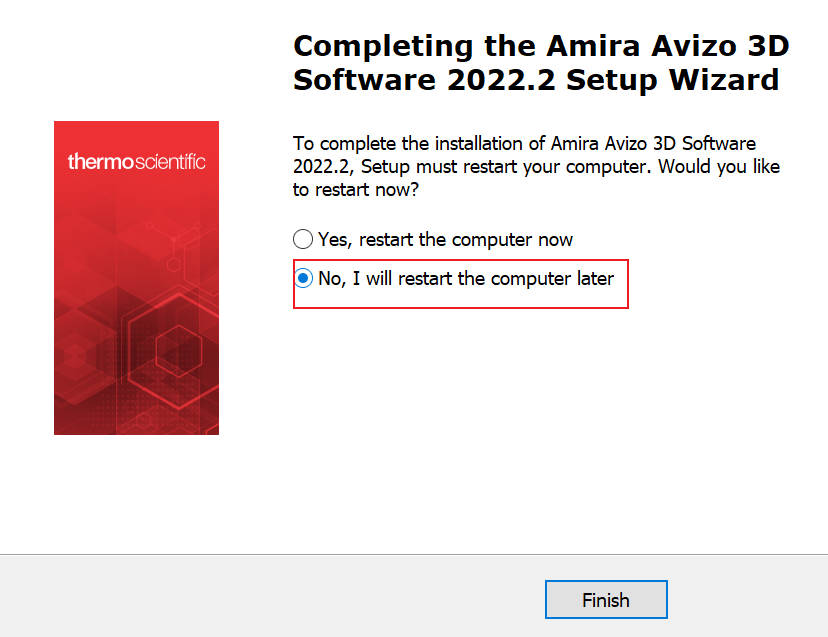 Completing the Amira Avizo 3D
Software 2022.2 Setup Wizard
thermo scientific
To complete the installation of Amira Avizo 3D Software
2022.2, Setup must restart your computer. Would you like
to restart now?
Yes, restart the computer now
No, I will restart the computer later
Finish